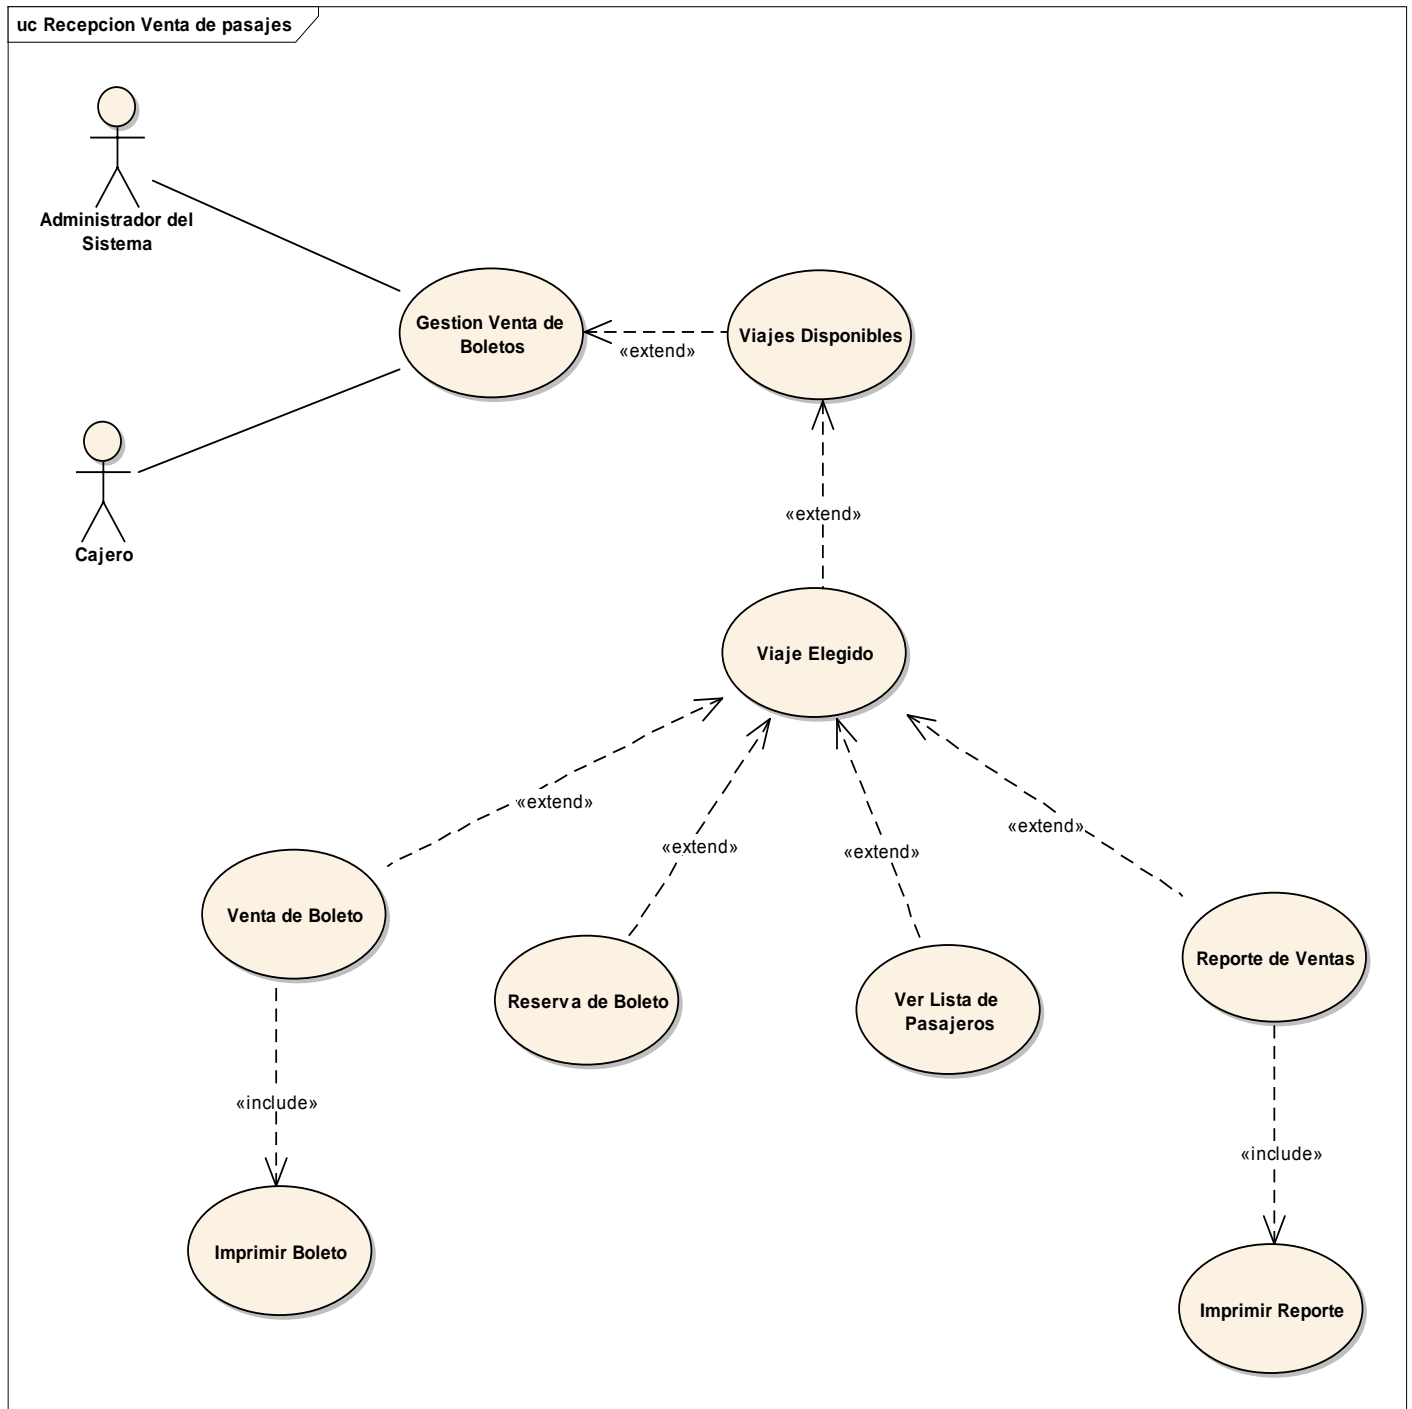 uc Recepcion Venta de pasajes
Administrador del
Sistema
Gestion Venta de
Boletos
«extend»
Viajes Disponibles
Cajero
«extend»
Viaje Elegido
«extend»
«extend»
«extend»
«extend»
Venta de Boleto
Reserva de Boleto
Ver Lista de
Pasajeros
Reporte de Ventas
«include»
«include»
Imprimir Boleto
Imprimir Reporte